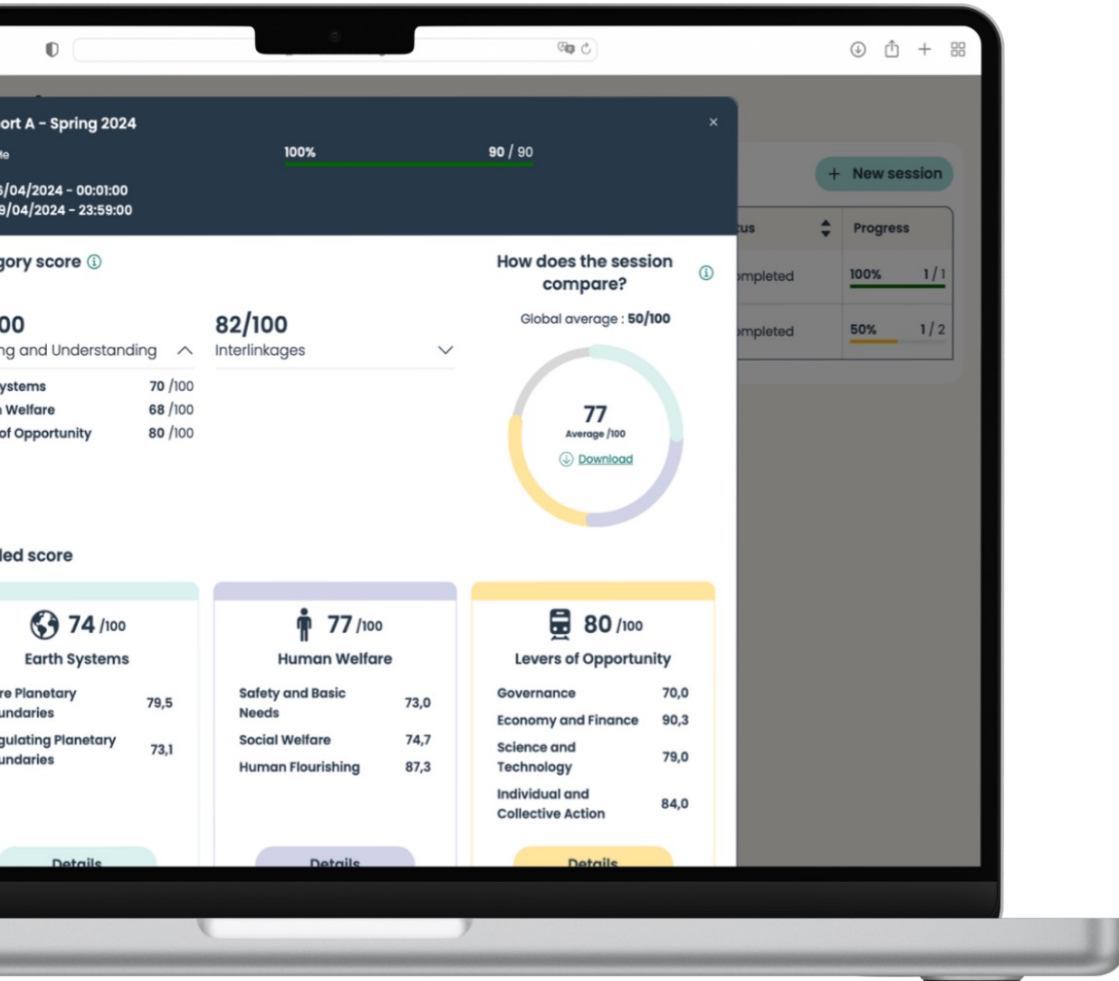 ort A - Spring 2024
×
100%
90 / 90
/04/2024 - 00:01:00
9/04/2024 - 23:59:00
+ New session
tus
Progress
mpleted
100%
1 / 1
mpleted
50%
1 / 2
gory score
How does the session
compare?
Global average : 50/100
00
ng and Understanding
82/100
Interlinkages
ystems
70 /100
Welfare
68 /100
of Opportunity
80 /100
77
Average /100
Download
led score
74 /100
Earth Systems
re Planetary
undaries
79,5
gulating Planetary
undaries
73,1
Details
77 /100
Human Welfare
Safety and Basic
Needs
73,0
Social Welfare
74,7
Human Flourishing
87,3
Details
80 /100
Levers of Opportunity
Governance
70,0
Economy and Finance
90,3
Science and
Technology
79,0
Individual and
Collective Action
84,0
Details